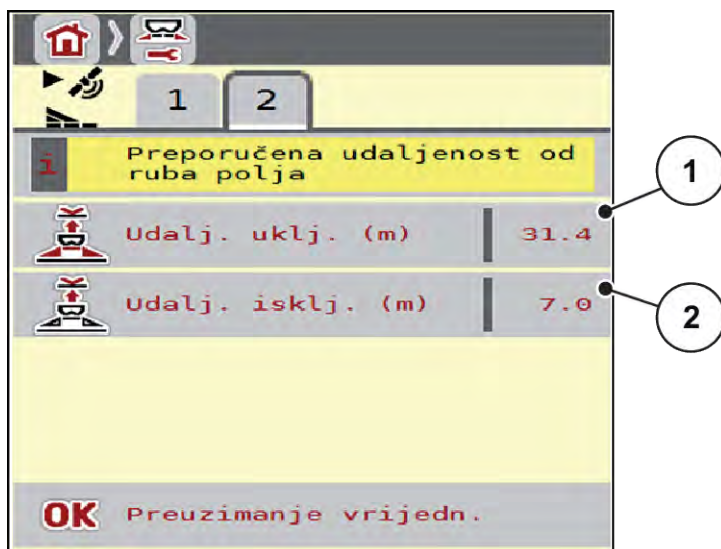 1 2
i Preporučena udaljenost od
ruba polja
1
Udalj. uklj. (m) 31.4
Udalj. isklj. (m) 7.0
2
OK Preuzimanje vrijedn.